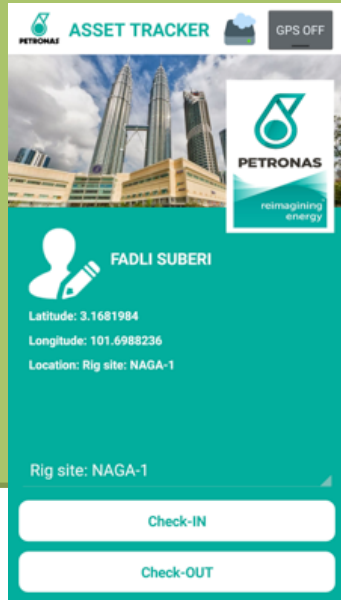 PETRONAS
ASSET TRACKER
GPS OFF
PETRONAS
reimagining
energy
FADLI SUBERI
Latitude: 3.1681984
Longitude: 101.6988236
Location: Rig site: NAGA-1
Rig site: NAGA-1
Check-IN
Check-OUT